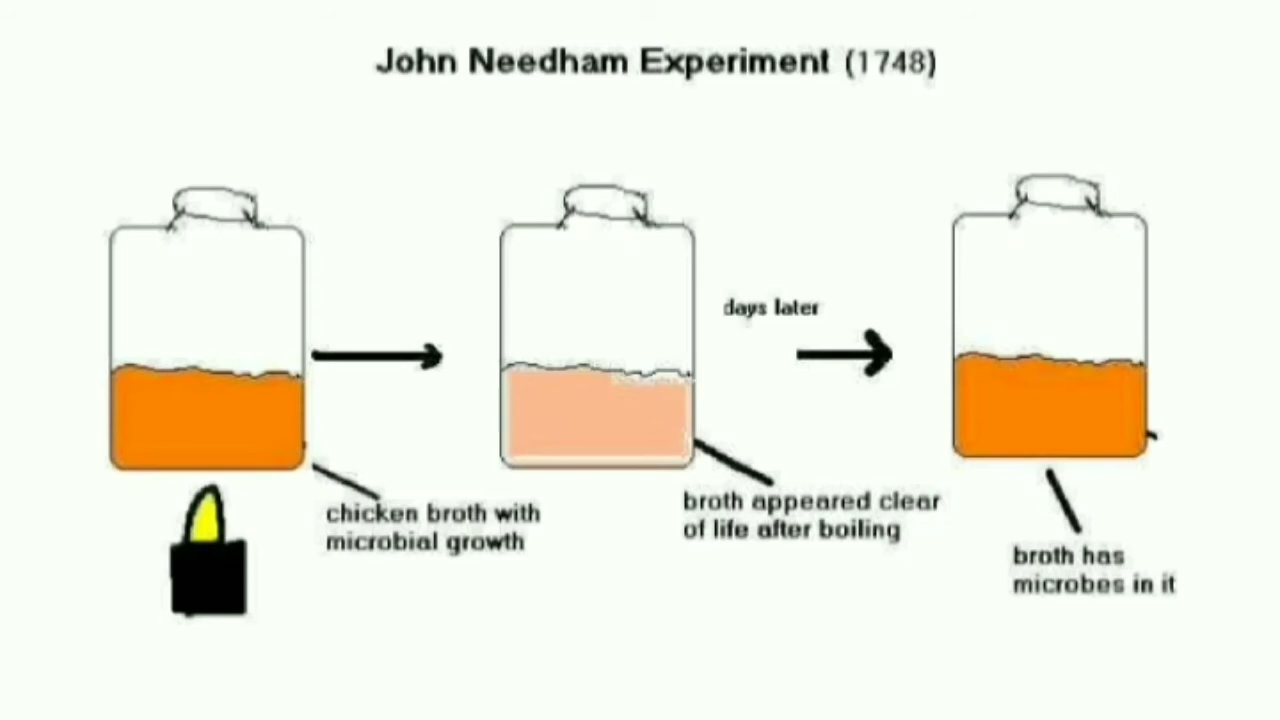 John Needham Experiment (1748)
days later
chicken broth with
microbial growth
broth appeared clear
of life after boiling
broth has
microbes in it